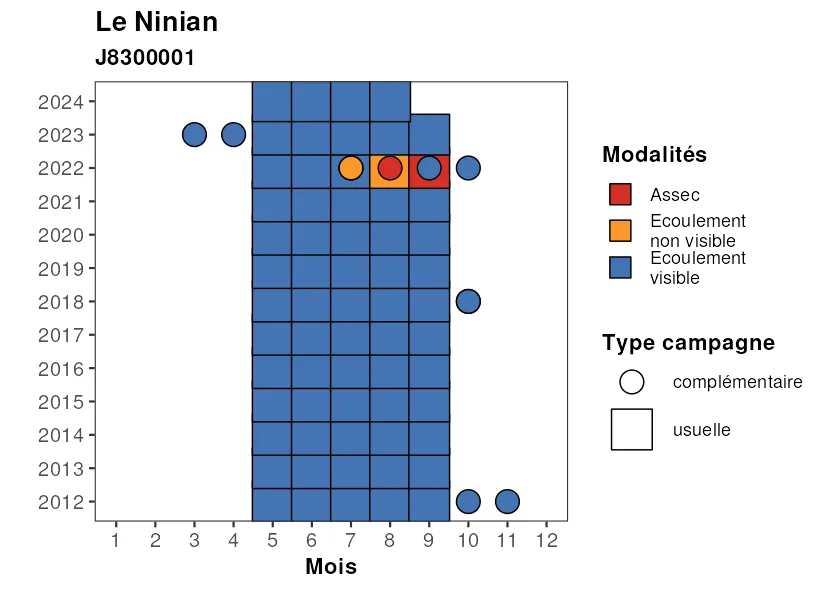 Le Ninian
J8300001
2024
2023
2022
2021
2020
2019
2018
2017
2016
2015
2014
2013
2012
1 2 3 4 5 6 7 8 9 10 11 12
Mois
Modalités
Assec
Ecoulement
non visible
Ecoulement
visible
Type campagne
complémentaire
usuelle